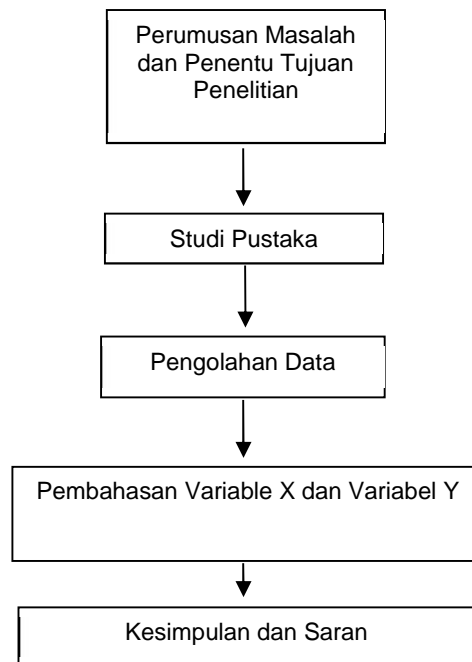 Perumusan Masalah
dan Penentu Tujuan
Penelitian
Studi Pustaka
Pengolahan Data
Pembahasan Variable X dan Variabel Y
Kesimpulan dan Saran